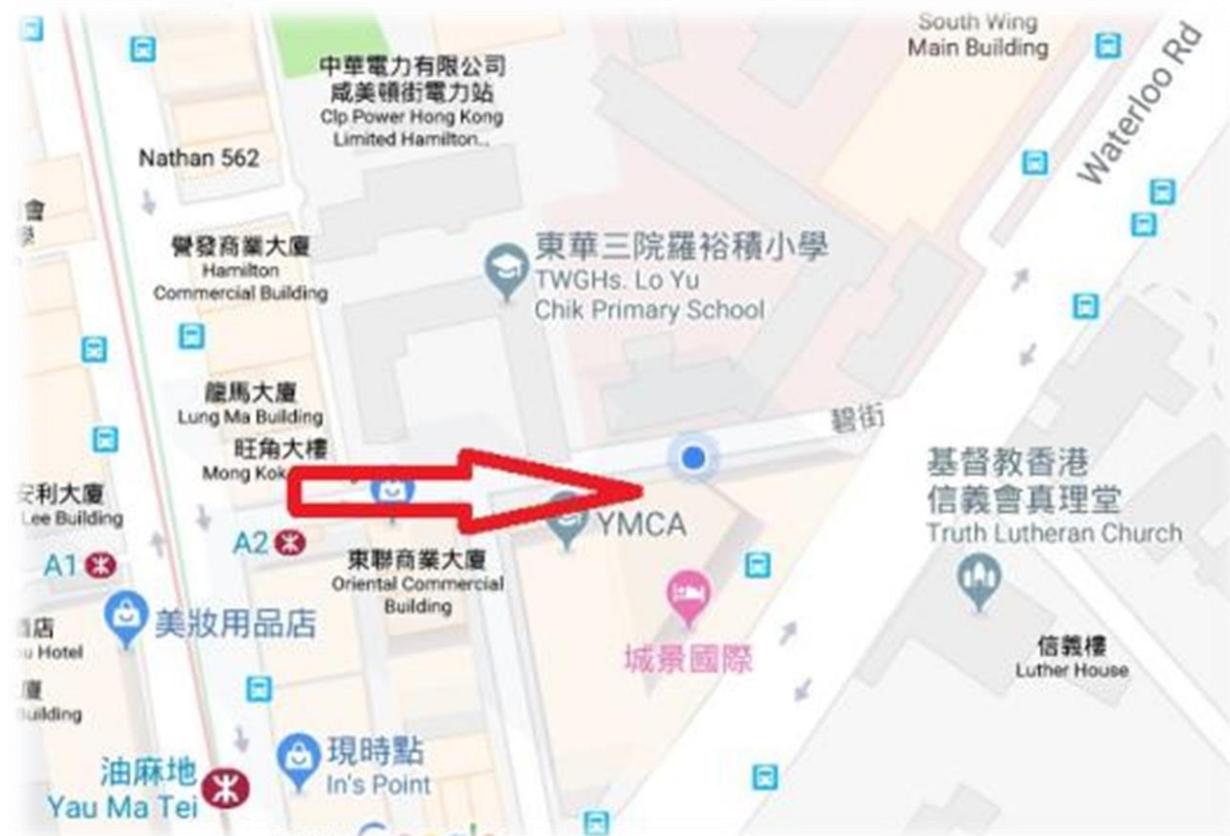 South Wing
Main Building
Waterloo Rd
中華電力有限公司
咸美頓街電力站
Clp Power Hong Kong
Limited Hamilton...
Nathan 562
會
學
譽發商業大廈
Hamilton
Commercial Building
東華三院羅裕積小學
TWGHs. Lo Yu
Chik Primary School
龍馬大廈
Lung Ma Building
旺角大樓
Mong Kok
碧街
安利大廈
Lee Building
A1
A2
YMCA
基督教香港
信義會真理堂
Truth Lutheran Church
東聯商業大廈
Oriental Commercial
Building
美妝用品店
店
u Hotel
城景國際
信義樓
Luther House
廈
Building
現時點
In's Point
油麻地
Yau Ma Tei